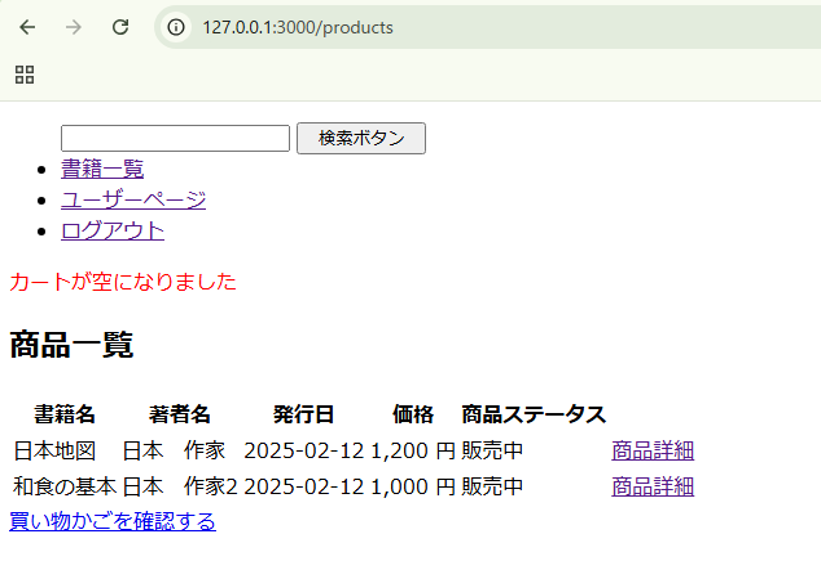 127.0.0.1:3000/products
検索ボタン
書籍一覧
ユーザーページ
ログアウト
カートが空になりました
商品一覧
書籍名 著者名 発行日 価格 商品ステータス
日本地図 日本　作家 2025-02-12 1,200 円 販売中 商品詳細
和食の基本 日本　作家2 2025-02-12 1,000 円 販売中 商品詳細
買い物かごを確認する